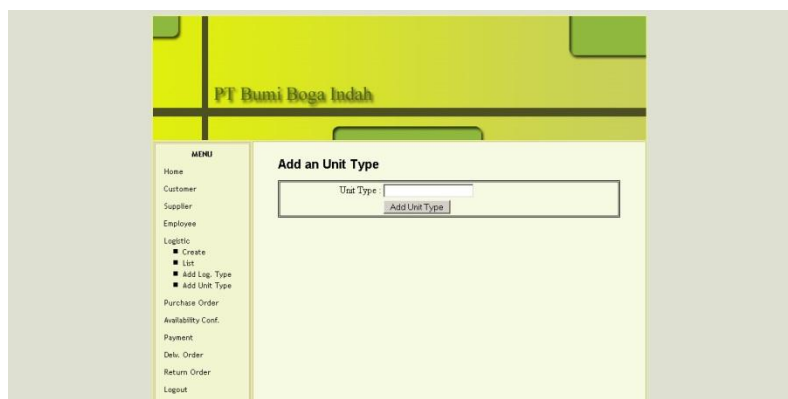 PT Bumi Boga Indah
MENU
Home
Customer
Supplier
Employee
Logistic
Create
List
Add Log. Type
Add Unit Type
Purchase Order
Availability Conf.
Payment
Delv. Order
Return Order
Logout
Add an Unit Type
Unit Type :
Add Unit Type